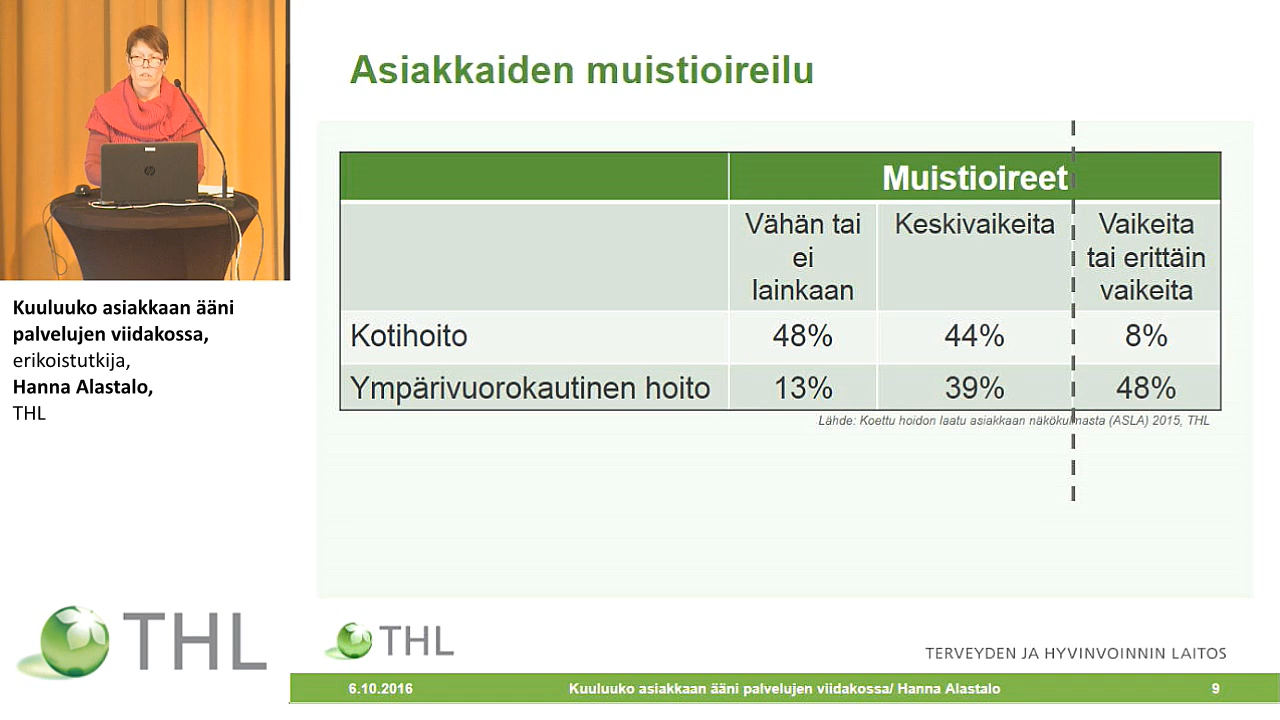 Asiakkaiden muistioireilu
Muistioireet
Vähän tai ei lainkaan
Keskivaikeita
Vaikeita tai erittäin vaikeita
Kotihoito 48% 44% 8%
Ympärivuorokautinen hoito 13% 39% 48%
Lähde: Koettu hoidon laatu asiakkaan näkökulmasta (ASLA) 2015, THL
Kuuluuko asiakkaan ääni
palvelujen viidakossa,
erikoistutkija,
Hanna Alastalo,
THL
THL
THL
TERVEYDEN JA HYVINVOINNIN LAITOS
6.10.2016 Kuuluuko asiakkaan ääni palvelujen viidakossa/ Hanna Alastalo 9